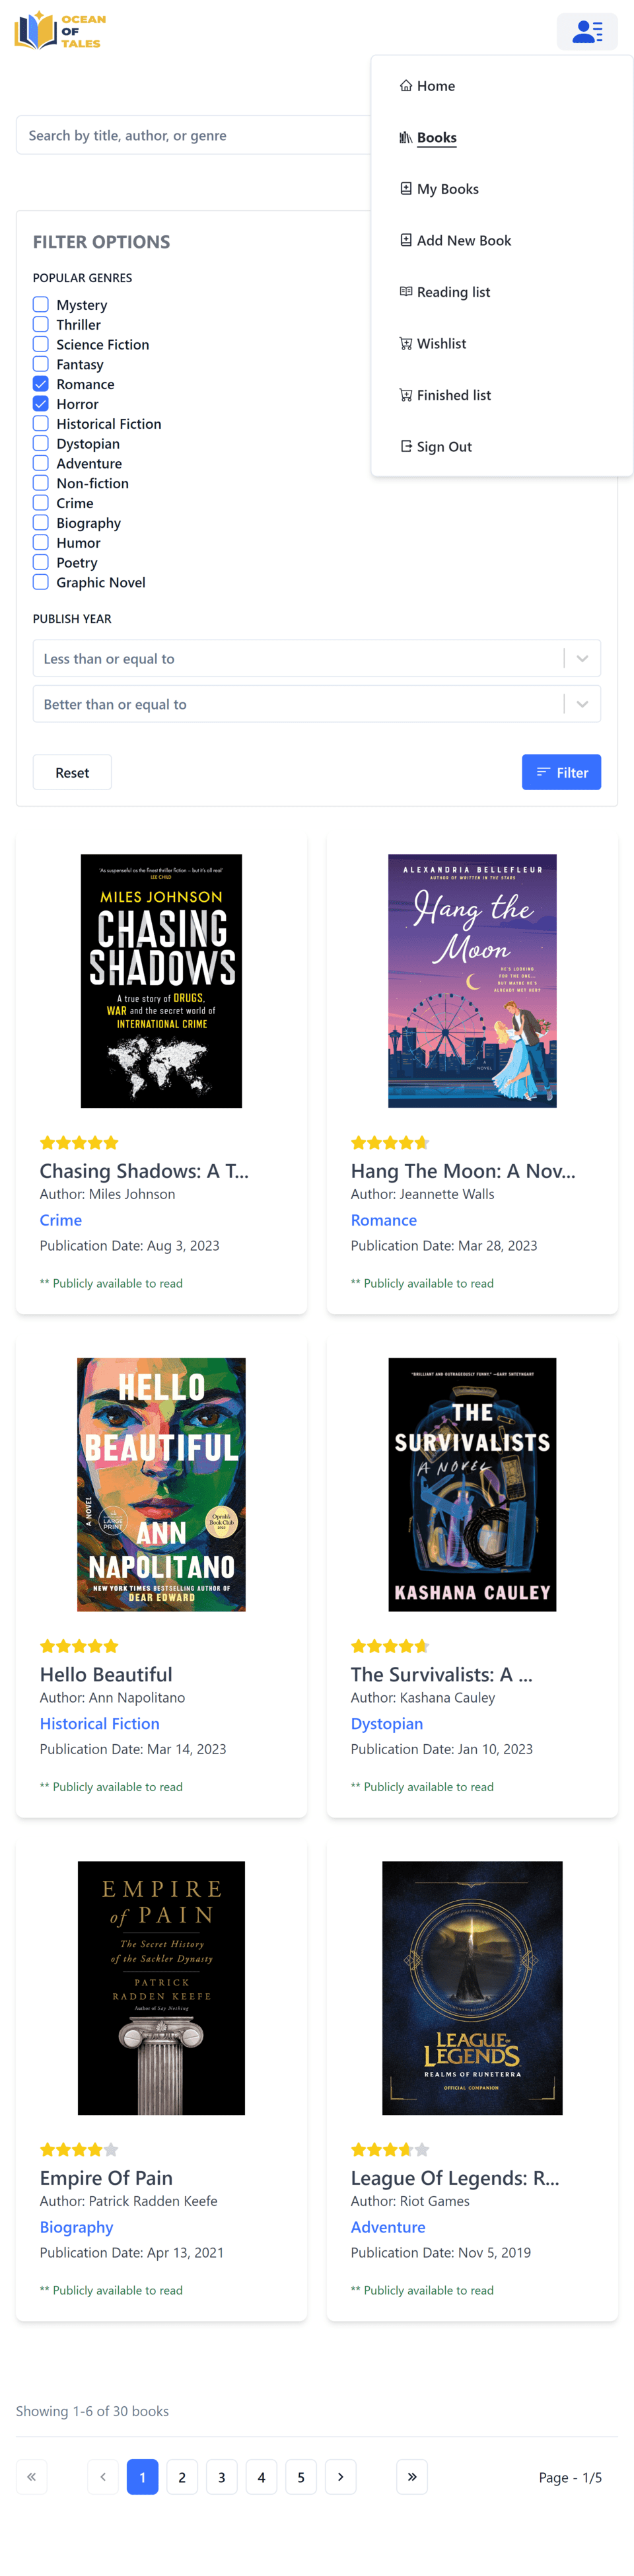 OCEAN
OF
TALES
Home
Books
My Books
Add New Book
Reading list
Wishlist
Finished list
Sign Out
Search by title, author, or genre
FILTER OPTIONS
POPULAR GENRES
Mystery
Thriller
Science Fiction
Fantasy
Romance
Horror
Historical Fiction
Dystopian
Adventure
Non-fiction
Crime
Biography
Humor
Poetry
Graphic Novel
PUBLISH YEAR
Less than or equal to
Better than or equal to
Reset
Filter
"As suspenseful as the finest thriller fiction - but it's all real"
LEE CHILD
MILES JOHNSON
CHASING
SHADOWS
A true story of DRUGS,
WAR and the secret world of
INTERNATIONAL CRIME
Chasing Shadows: A T...
Author: Miles Johnson
Crime
Publication Date: Aug 3, 2023
** Publicly available to read
ALEXANDRIA BELLEFLEUR
AUTHOR OF WRITTEN IN THE STARS
Hang the
Moon
HE'S LOOKING
FOR THE ONE...
BUT MAYBE HE'S
ALREADY MET HER?
A
NOVEL
Hang The Moon: A Nov...
Author: Jeannette Walls
Romance
Publication Date: Mar 28, 2023
** Publicly available to read
HELLO
BEAUTIFUL
A NOVEL
LARGE
PRINT
Oprah's
Book Club
ANN
NAPOLITANO
NEW YORK TIMES BESTSELLING AUTHOR OF
DEAR EDWARD
Hello Beautiful
Author: Ann Napolitano
Historical Fiction
Publication Date: Mar 14, 2023
** Publicly available to read
"BRILLIANT AND OUTRAGEOUSLY FUNNY." —GARY SHTEYNGART
THE
SURVIVALISTS
A NOVEL
KASHANA CAULEY
The Survivalists: A ...
Author: Kashana Cauley
Dystopian
Publication Date: Jan 10, 2023
** Publicly available to read
EMPIRE
of PAIN
The Secret History
of the Sackler Dynasty
PATRICK
RADDEN KEEFE
Author of Say Nothing
Empire Of Pain
Author: Patrick Radden Keefe
Biography
Publication Date: Apr 13, 2021
** Publicly available to read
LEAGUE OF
LEGENDS
REALMS OF RUNETERRA
OFFICIAL COMPANION
League Of Legends: R...
Author: Riot Games
Adventure
Publication Date: Nov 5, 2019
** Publicly available to read
Showing 1-6 of 30 books
« ‹ 1 2 3 4 5 › » Page - 1/5